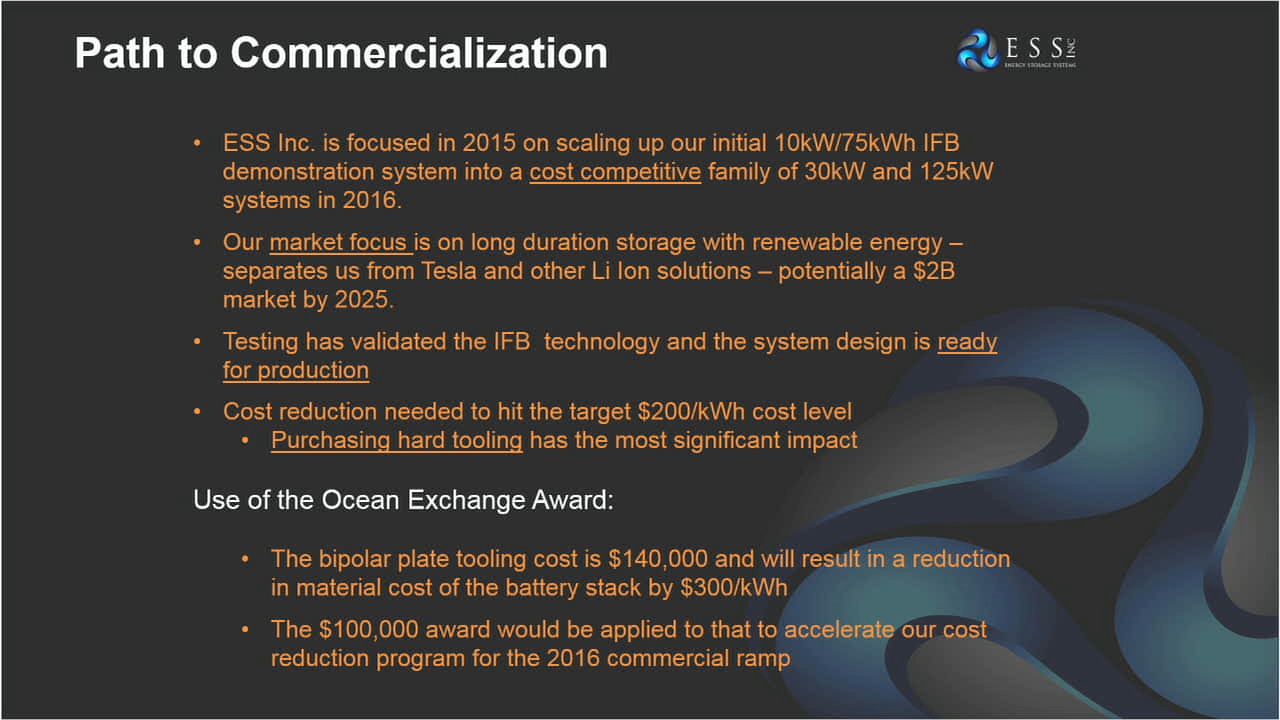 Path to Commercialization
ESS INC
ENERGY STORAGE SYSTEMS
• ESS Inc. is focused in 2015 on scaling up our initial 10kW/75kWh IFB
demonstration system into a cost competitive family of 30kW and 125kW
systems in 2016.
• Our market focus is on long duration storage with renewable energy –
separates us from Tesla and other Li Ion solutions – potentially a $2B
market by 2025.
• Testing has validated the IFB  technology and the system design is ready
for production
• Cost reduction needed to hit the target $200/kWh cost level
• Purchasing hard tooling has the most significant impact
Use of the Ocean Exchange Award:
• The bipolar plate tooling cost is $140,000 and will result in a reduction
in material cost of the battery stack by $300/kWh
• The $100,000 award would be applied to that to accelerate our cost
reduction program for the 2016 commercial ramp